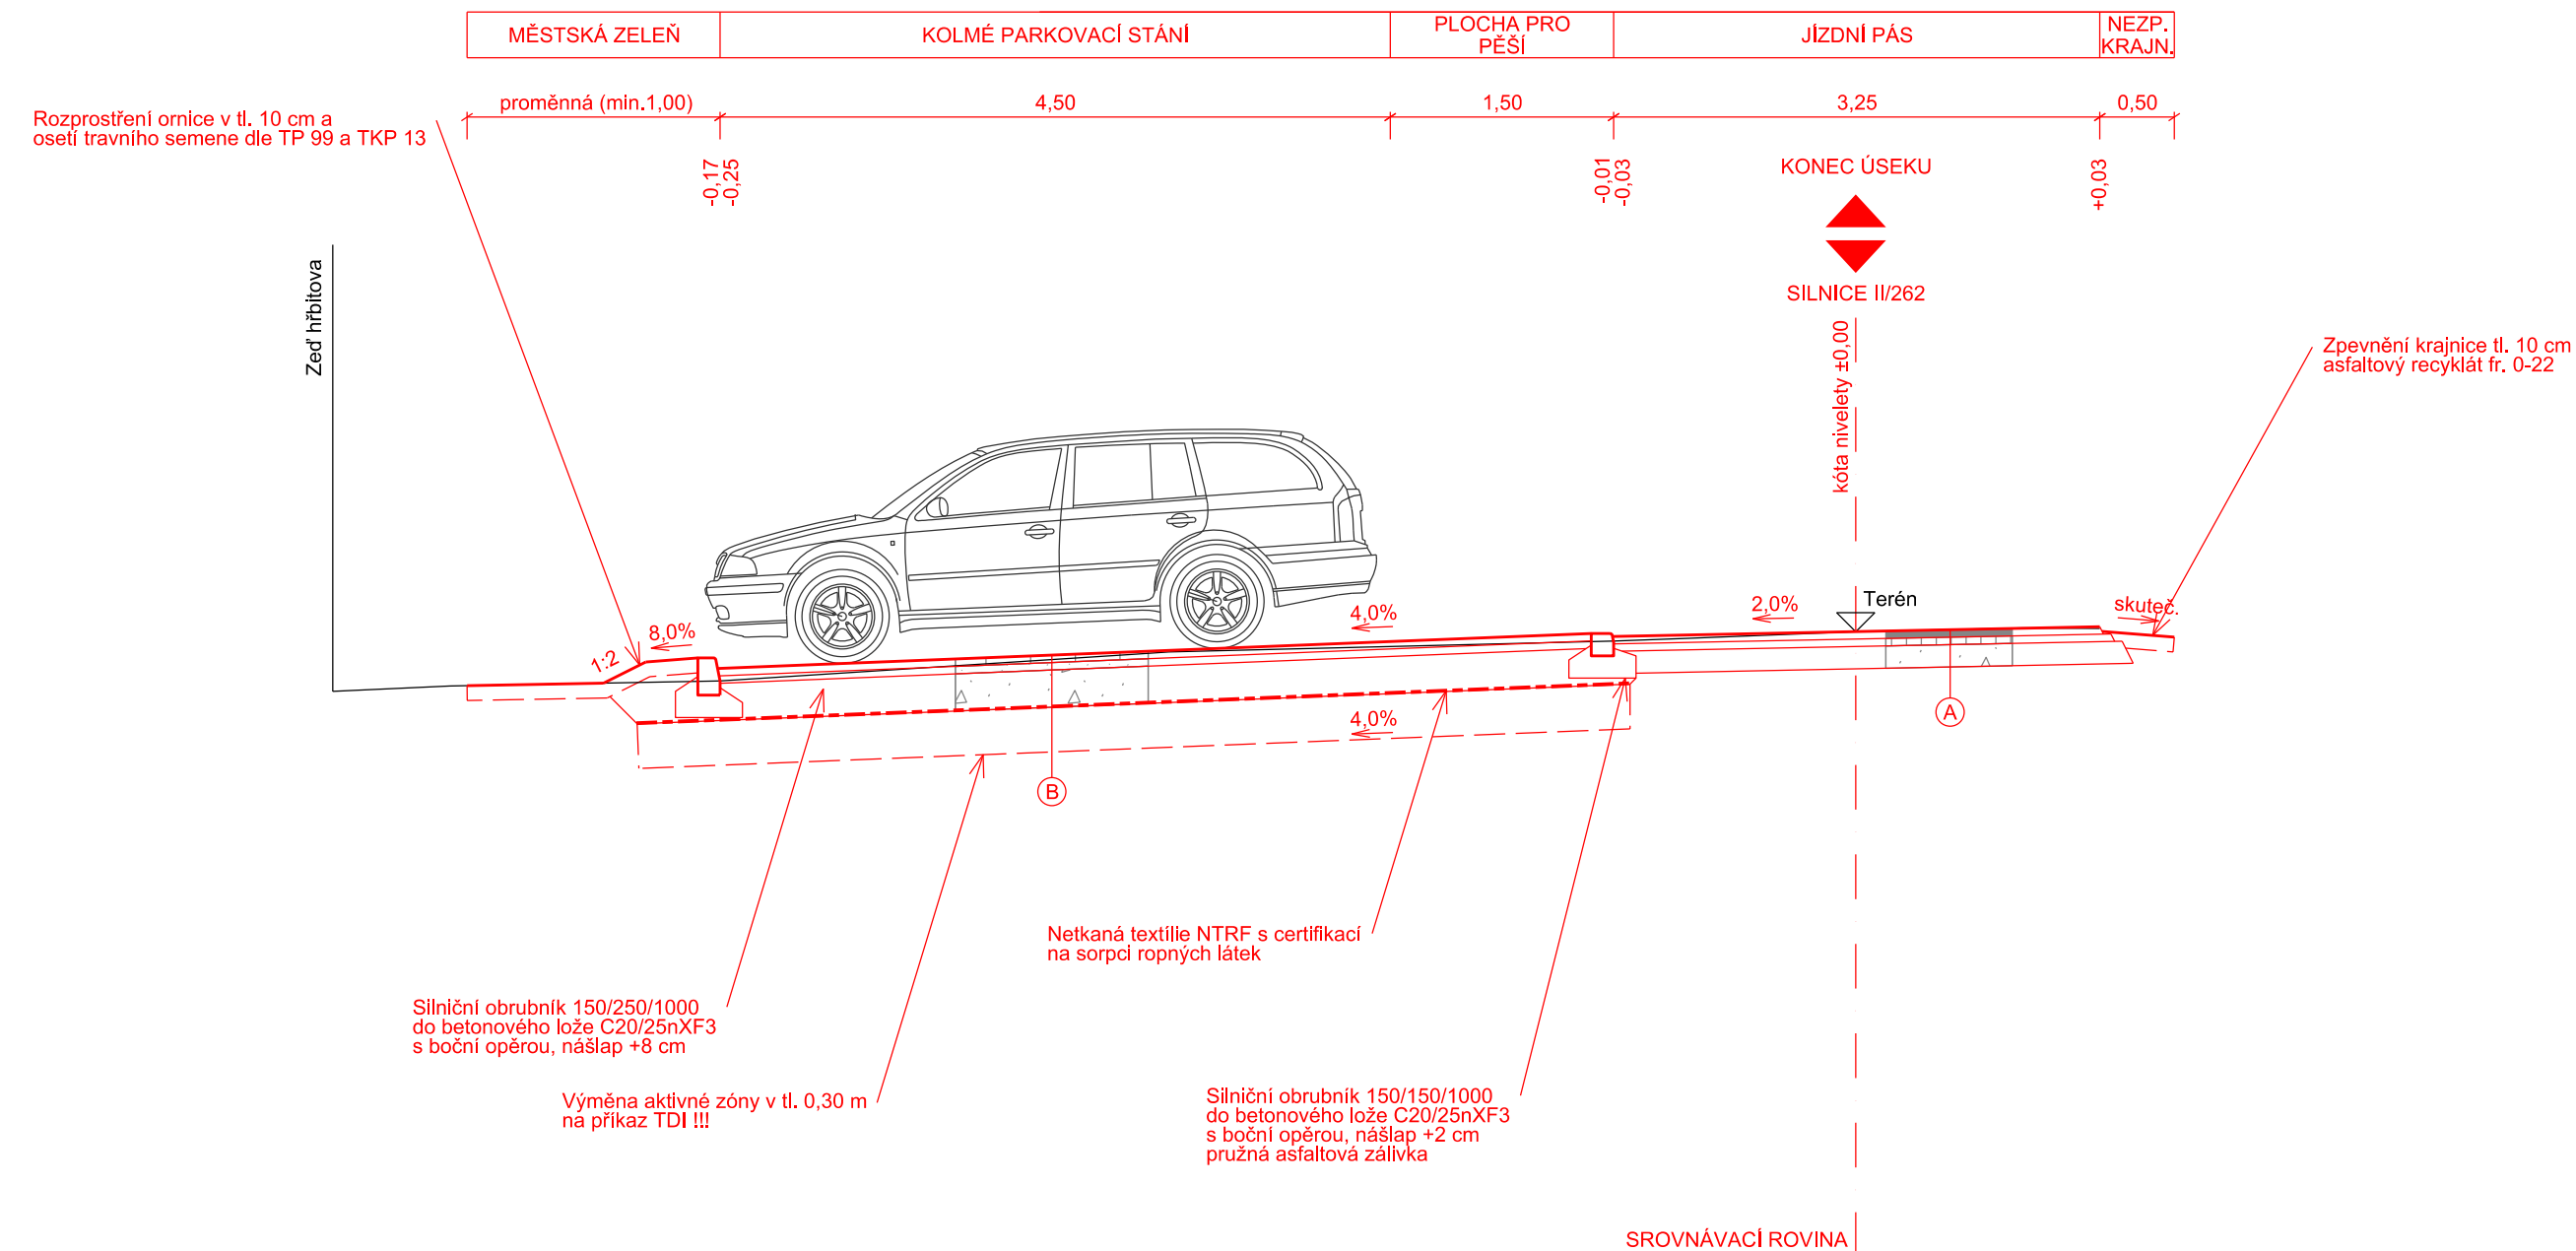 MĚSTSKÁ ZELEŇ
KOLMÉ PARKOVACÍ STÁNÍ
PLOCHA PRO
PĚŠÍ
JÍZDNÍ PÁS
NEZP.
KRAJN.
proměnná (min.1,00)
4,50
1,50
3,25
0,50
Rozprostření ornice v tl. 10 cm a
osetí travního semene dle TP 99 a TKP 13
-0,17
-0,25
-0,01
-0,03
KONEC ÚSEKU
+0,03
SILNICE II/262
Zeď hřbitova
kóta nivelety ±0,00
Zpevnění krajnice tl. 10 cm
asfaltový recyklát fr. 0-22
1:2
8,0%
4,0%
2,0%
Terén
skuteč.
4,0%
A
B
Netkaná textílie NTRF s certifikací
na sorpci ropných látek
Silniční obrubník 150/250/1000
do betonového lože C20/25nXF3
s boční opěrou, nášlap +8 cm
Výměna aktivné zóny v tl. 0,30 m
na příkaz TDI !!!
Silniční obrubník 150/150/1000
do betonového lože C20/25nXF3
s boční opěrou, nášlap +2 cm
pružná asfaltová zálivka
SROVNÁVACÍ ROVINA